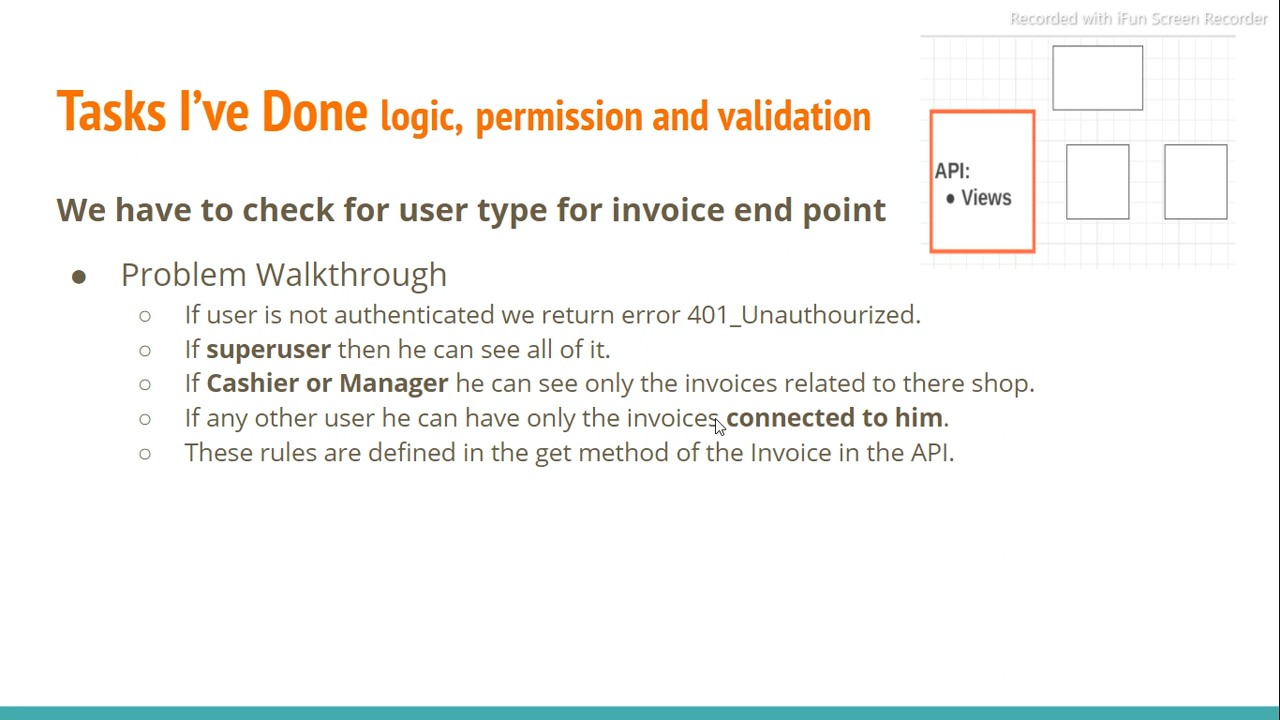 Recorded with iFun Screen Recorder
Tasks I’ve Done logic, permission and validation
API:
● Views
We have to check for user type for invoice end point
● Problem Walkthrough
○ If user is not authenticated we return error 401_Unauthourized.
○ If superuser then he can see all of it.
○ If Cashier or Manager he can see only the invoices related to there shop.
○ If any other user he can have only the invoices connected to him.
○ These rules are defined in the get method of the Invoice in the API.